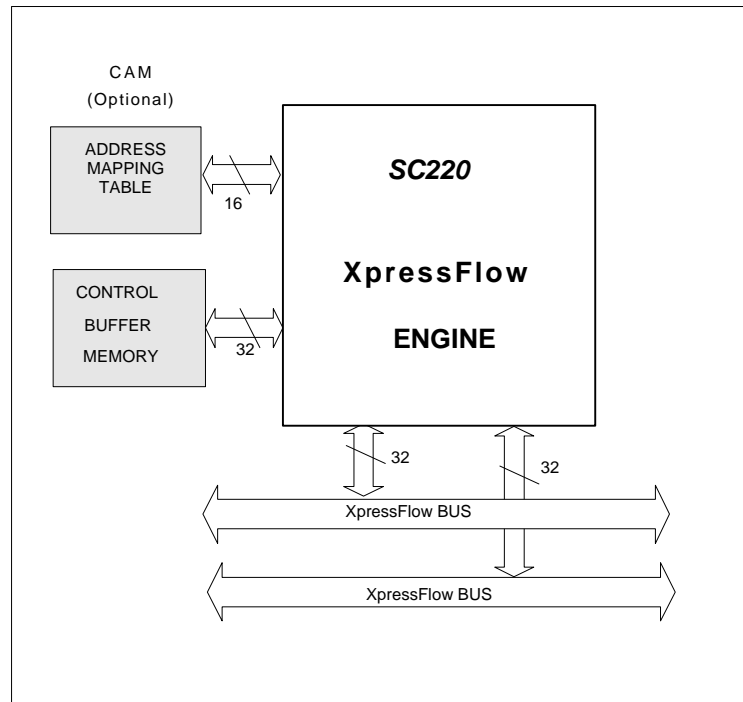 CAM
(Optional)
ADDRESS
MAPPING
TABLE
16
CONTROL
BUFFER
MEMORY
32
SC220
XpressFlow
ENGINE
32
32
XpressFlow BUS
XpressFlow BUS